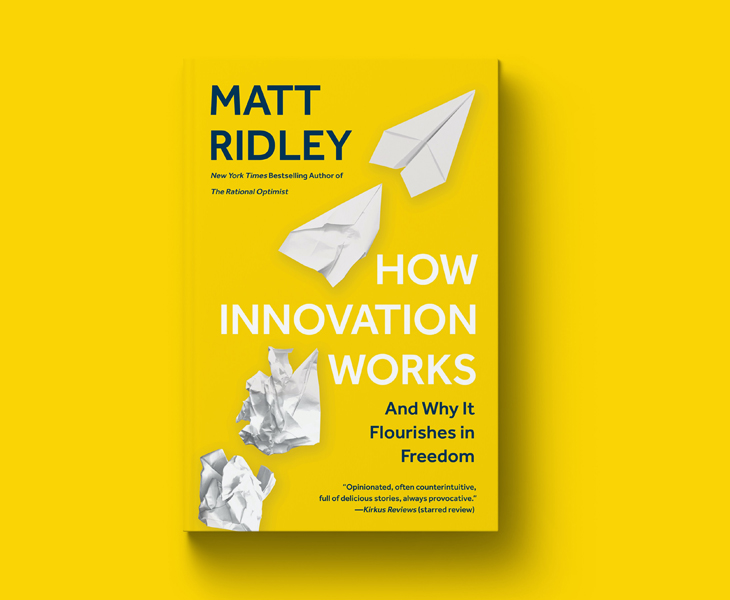 MATT
RIDLEY
New York Times Bestselling Author of
The Rational Optimist
HOW
INNOVATION
WORKS
And Why It
Flourishes in
Freedom
“Opinionated, often counterintuitive,
full of delicious stories, always provocative.”
—Kirkus Reviews (starred review)